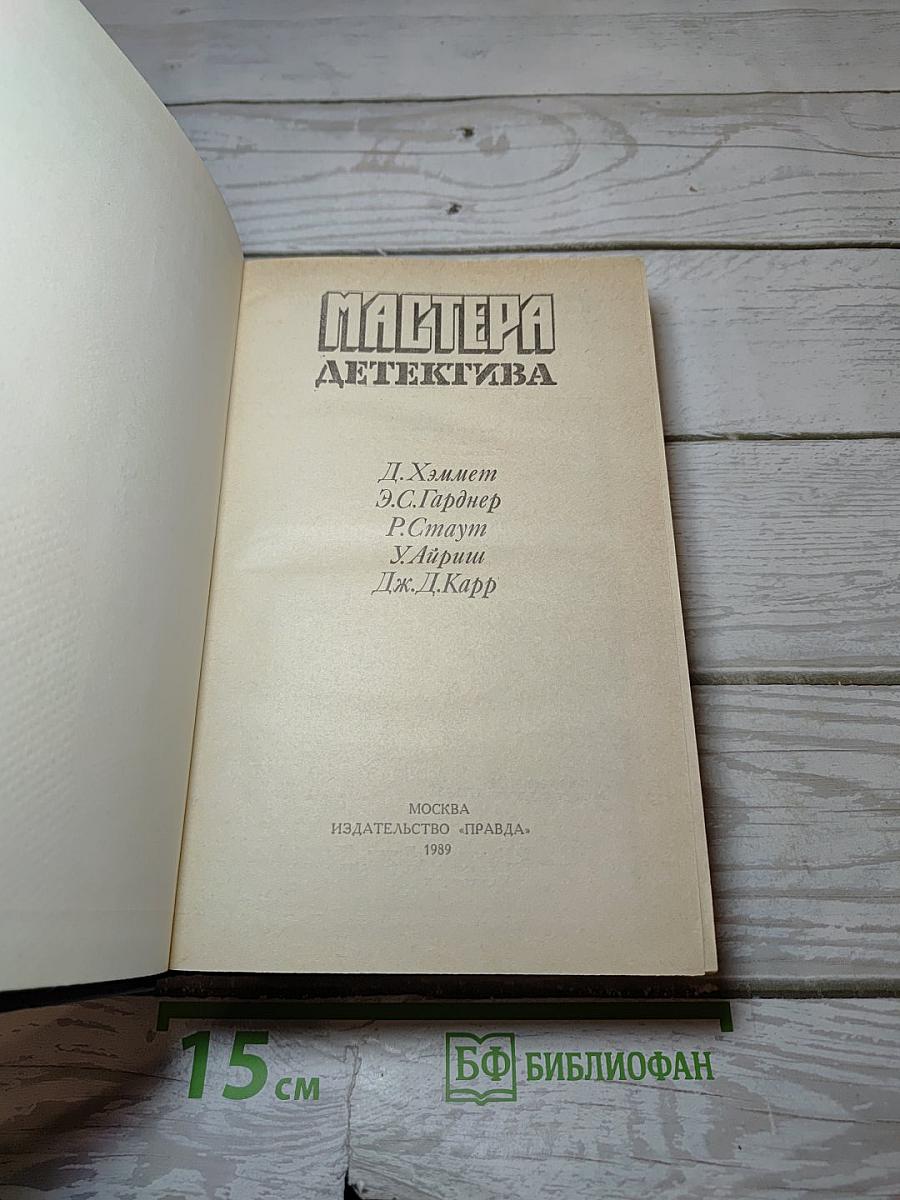 МАСТЕРА
ДЕТЕКТИВА
Д. Хэммет
Э.С.Гарднер
Р.Стаут
У.Айриш
Дж.Д.Карр
МОСКВА
ИЗДАТЕЛЬСТВО «ПРАВДА»
1989
15 см
БФ БИБЛИОФАН